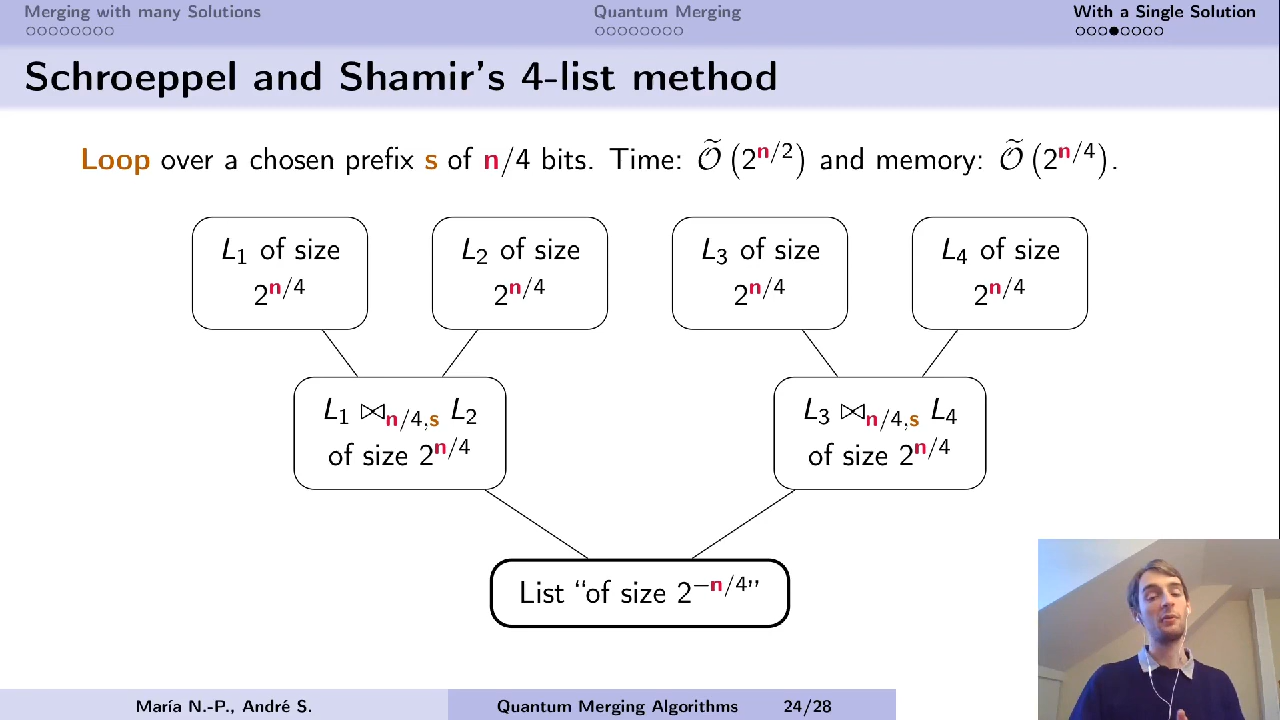 Merging with many Solutions Quantum Merging With a Single Solution
Schroeppel and Shamir's 4-list method
Loop over a chosen prefix s of n/4 bits. Time: Õ(2^{n/2}) and memory: Õ(2^{n/4}).
L₁ of size
2^{n/4}
L₂ of size
2^{n/4}
L₃ of size
2^{n/4}
L₄ of size
2^{n/4}
L₁ ⋈_{n/4,s} L₂
of size 2^{n/4}
L₃ ⋈_{n/4,s} L₄
of size 2^{n/4}
List “of size 2^{−n/4}”
María N.-P., André S. Quantum Merging Algorithms 24/28